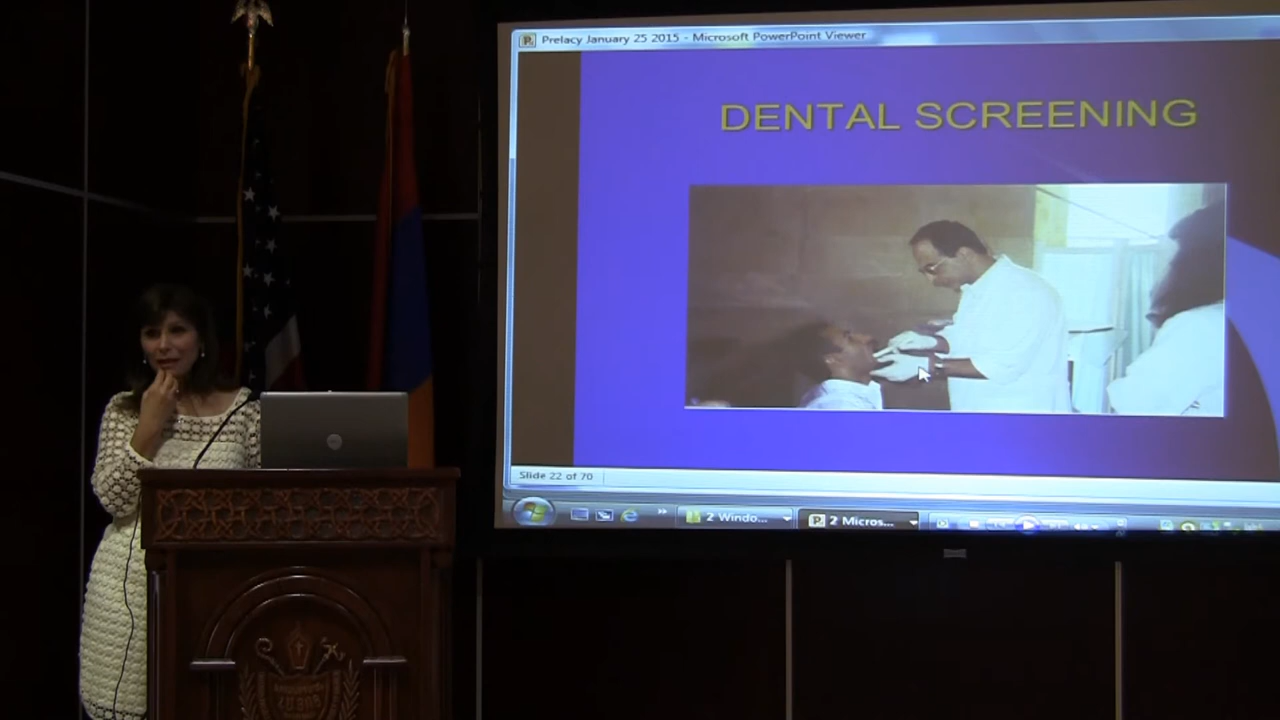 Prelacy January 25 2015 - Microsoft PowerPoint Viewer
DENTAL SCREENING
Slide 22 of 70
2 Windo...
2 Micros...